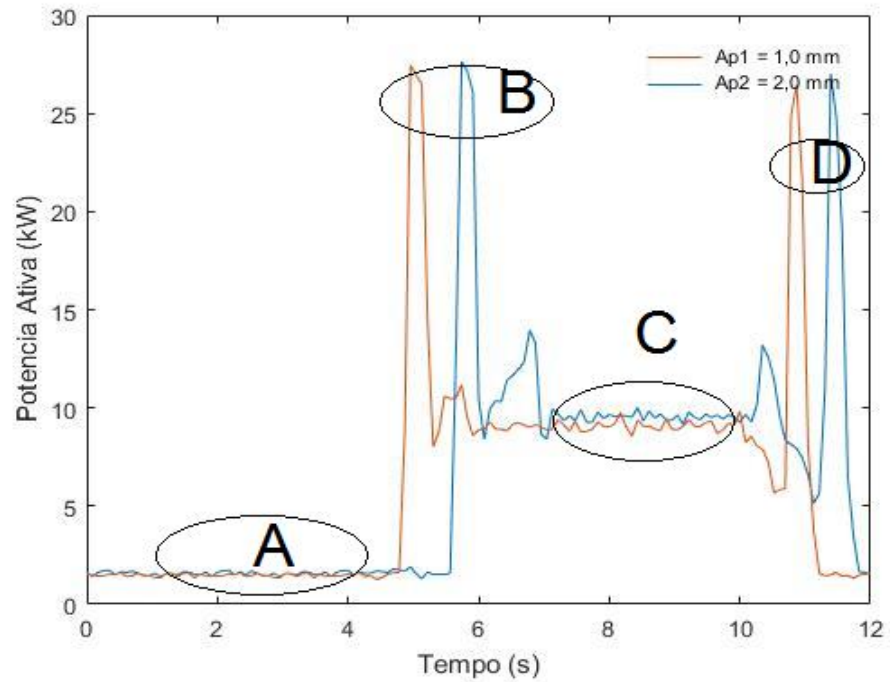 30
25
20
15
10
5
0
Potencia Ativa (kW)
Ap1 = 1,0 mm
Ap2 = 2,0 mm
A
B
C
D
0 2 4 6 8 10 12
Tempo (s)